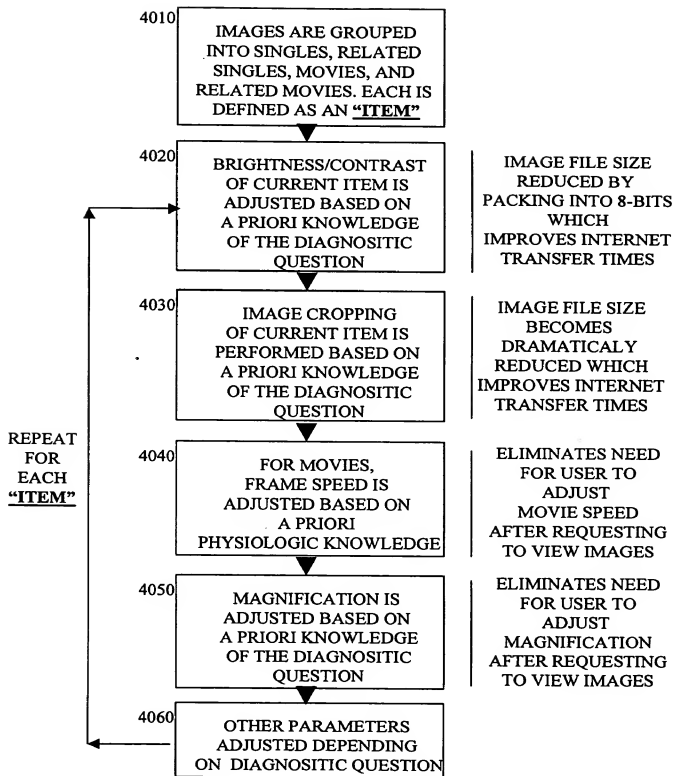 4010
IMAGES ARE GROUPED
INTO SINGLES, RELATED
SINGLES, MOVIES, AND
RELATED MOVIES. EACH IS
DEFINED AS AN "ITEM"
4020
BRIGHTNESS/CONTRAST
OF CURRENT ITEM IS
ADJUSTED BASED ON
A PRIORI KNOWLEDGE
OF THE DIAGNOSITIC
QUESTION
IMAGE FILE SIZE
REDUCED BY
PACKING INTO 8-BITS
WHICH
IMPROVES INTERNET
TRANSFER TIMES
4030
IMAGE CROPPING
OF CURRENT ITEM IS
PERFORMED BASED ON
A PRIORI KNOWLEDGE
OF THE DIAGNOSITIC
QUESTION
IMAGE FILE SIZE
BECOMES
DRAMATICALY
REDUCED WHICH
IMPROVES INTERNET
TRANSFER TIMES
REPEAT
FOR
EACH
"ITEM"
4040
FOR MOVIES,
FRAME SPEED IS
ADJUSTED BASED ON
A PRIORI
PHYSIOLOGIC KNOWLEDGE
ELIMINATES NEED
FOR USER TO
ADJUST
MOVIE SPEED
AFTER REQUESTING
TO VIEW IMAGES
4050
MAGNIFICATION IS
ADJUSTED BASED ON
A PRIORI KNOWLEDGE
OF THE DIAGNOSITIC
QUESTION
ELIMINATES NEED
FOR USER TO
ADJUST
MAGNIFICATION
AFTER REQUESTING
TO VIEW IMAGES
4060
OTHER PARAMETERS
ADJUSTED DEPENDING
ON DIAGNOSITIC QUESTION